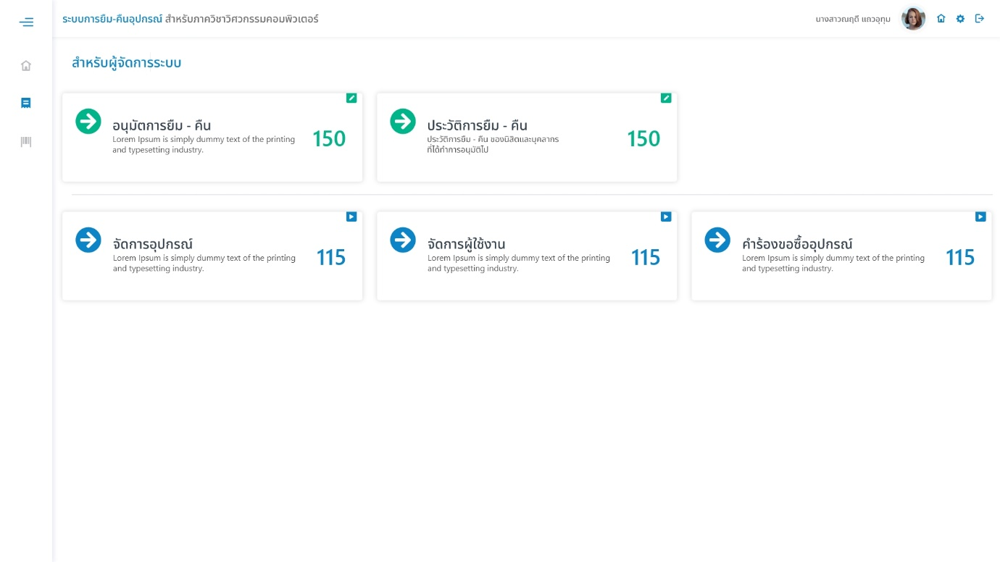 ระบบการยืม-คืนอุปกรณ์ สำหรับภาควิชาวิศวกรรมคอมพิวเตอร์
นางสาวณฤดี แถวอุทุม
สำหรับผู้จัดการระบบ
อนุมัตการยืม - คืน
Lorem Ipsum is simply dummy text of the printing
and typesetting industry.
150
ประวัติการยืม - คืน
ประวัติการยืม - คืน ของนิสิตและบุคลากร
ที่ได้ทำการอนุมัติไป
150
จัดการอุปกรณ์
Lorem Ipsum is simply dummy text of the printing
and typesetting industry.
115
จัดการผู้ใช้งาน
Lorem Ipsum is simply dummy text of the printing
and typesetting industry.
115
คำร้องขอซื้ออุปกรณ์
Lorem Ipsum is simply dummy text of the printing
and typesetting industry.
115